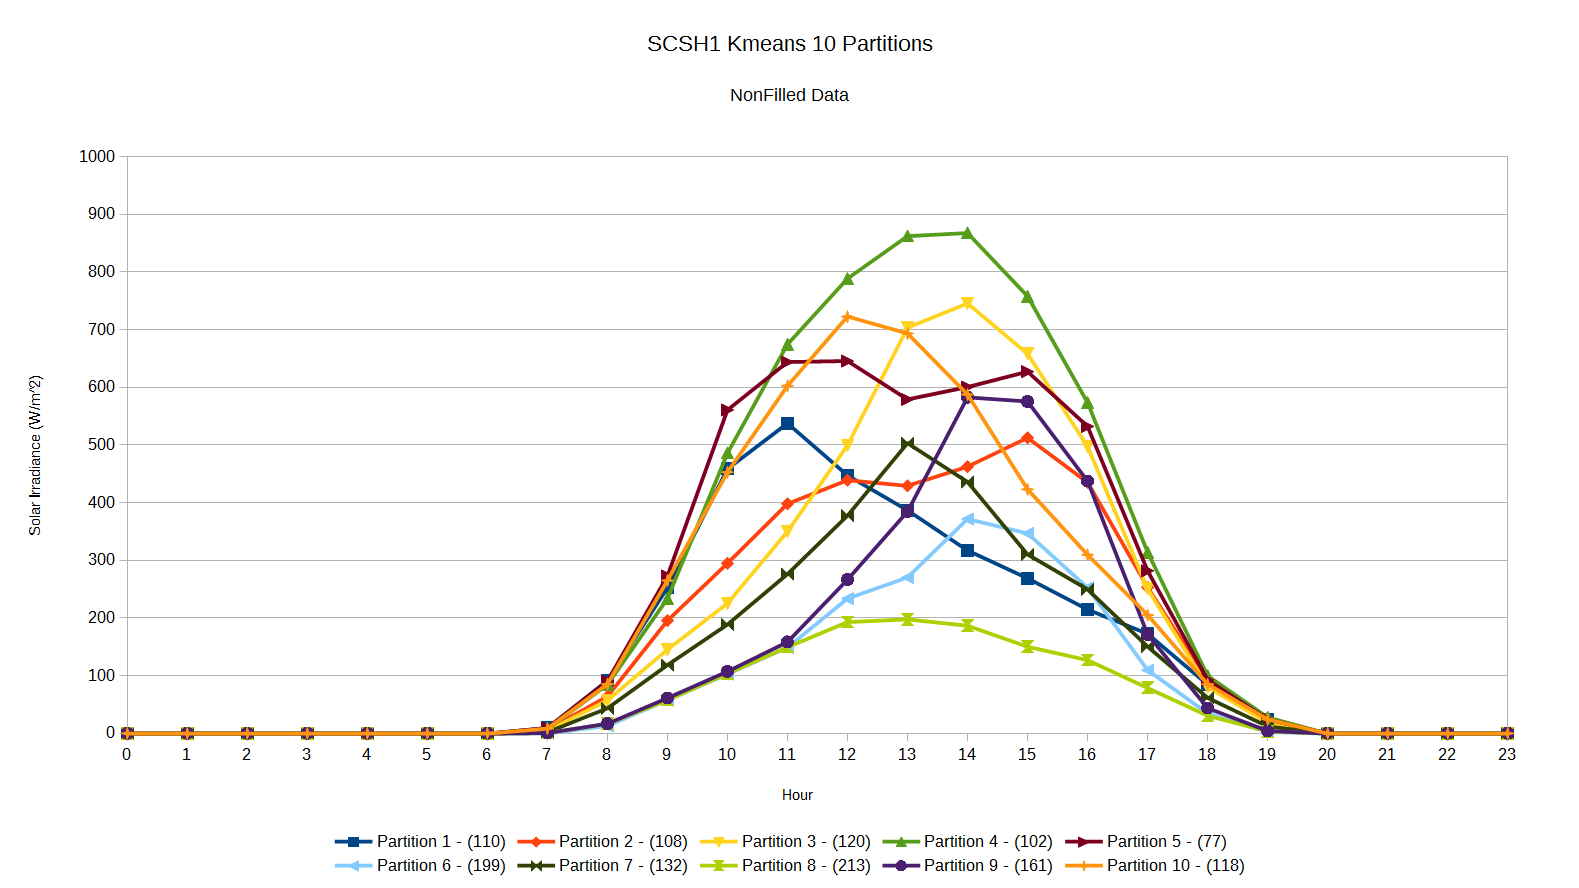 SCSH1 Kmeans 10 Partitions
NonFilled Data
1000
900
800
700
600
500
400
300
200
100
0
Solar Irradiance (W/m^2)
0 1 2 3 4 5 6 7 8 9 10 11 12 13 14 15 16 17 18 19 20 21 22 23
Hour
Partition 1 - (110) Partition 2 - (108) Partition 3 - (120) Partition 4 - (102) Partition 5 - (77)
Partition 6 - (199) Partition 7 - (132) Partition 8 - (213) Partition 9 - (161) Partition 10 - (118)